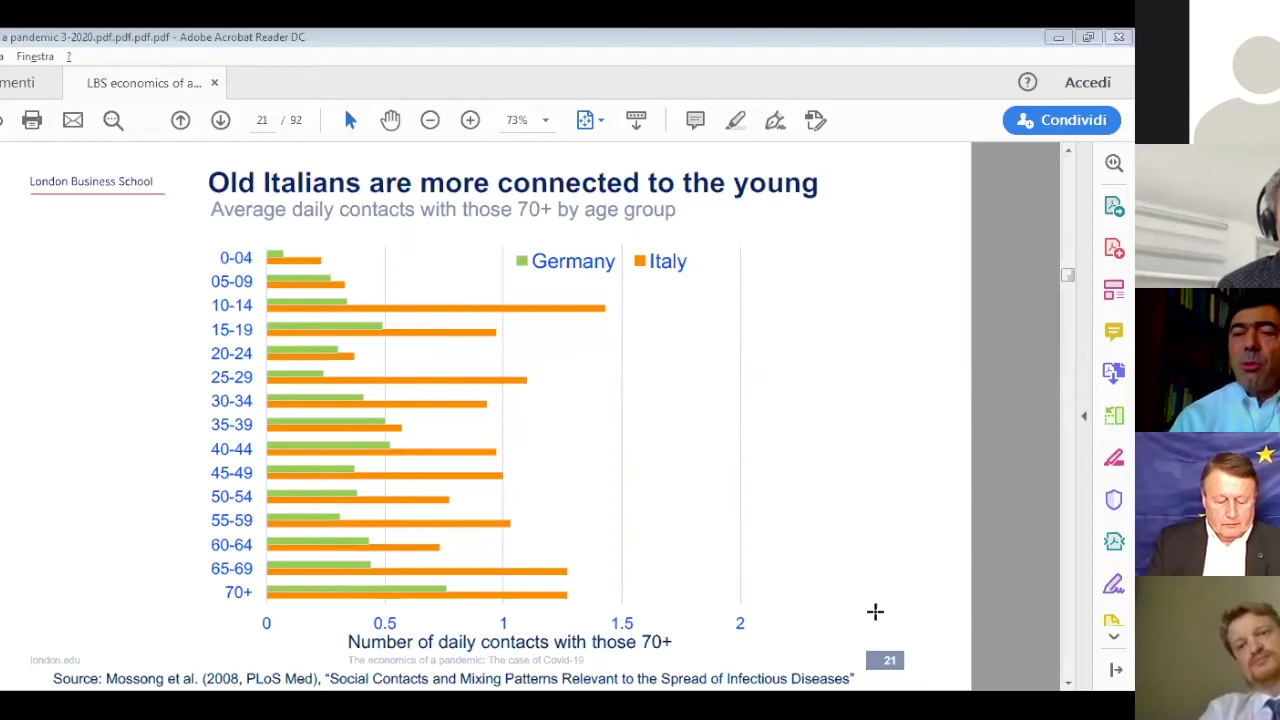 a pandemic 3-2020.pdf.pdf.pdf.pdf - Adobe Acrobat Reader DC
a Finestra ?
menti
LBS economics of a... ×
Accedi
21 / 92
73%
Condividi
London Business School
Old Italians are more connected to the young
Average daily contacts with those 70+ by age group
Germany Italy
0-04
05-09
10-14
15-19
20-24
25-29
30-34
35-39
40-44
45-49
50-54
55-59
60-64
65-69
70+
0 0.5 1 1.5 2
Number of daily contacts with those 70+
london.edu
The economics of a pandemic: The case of Covid-19
21
Source: Mossong et al. (2008, PLoS Med), “Social Contacts and Mixing Patterns Relevant to the Spread of Infectious Diseases”